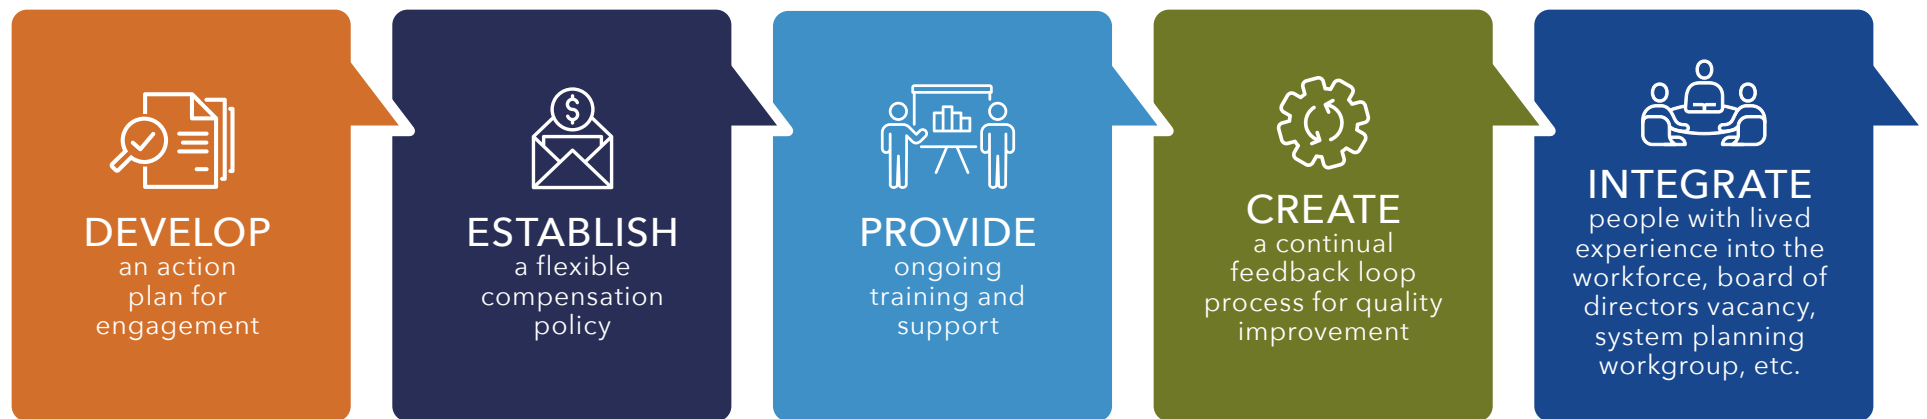 DEVELOP
an action
plan for
engagement
$
ESTABLISH
a flexible
compensation
policy
PROVIDE
ongoing
training and
support
CREATE
a continual
feedback loop
process for quality
improvement
INTEGRATE
people with lived
experience into the
workforce, board of
directors vacancy,
system planning
workgroup, etc.